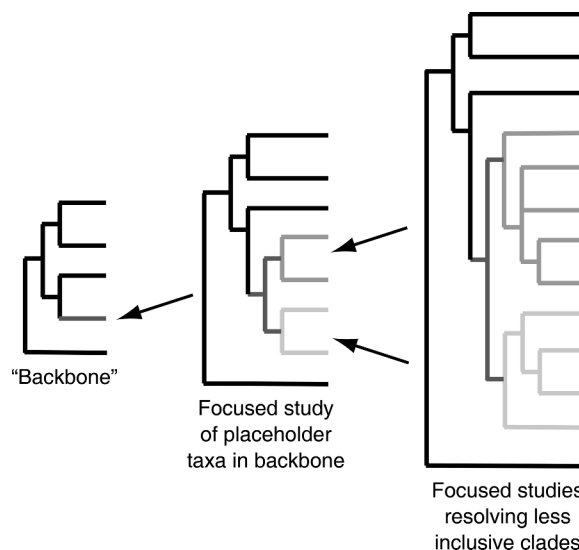 “Backbone”
Focused study
of placeholder
taxa in backbone
Focused studies
resolving less
inclusive clades